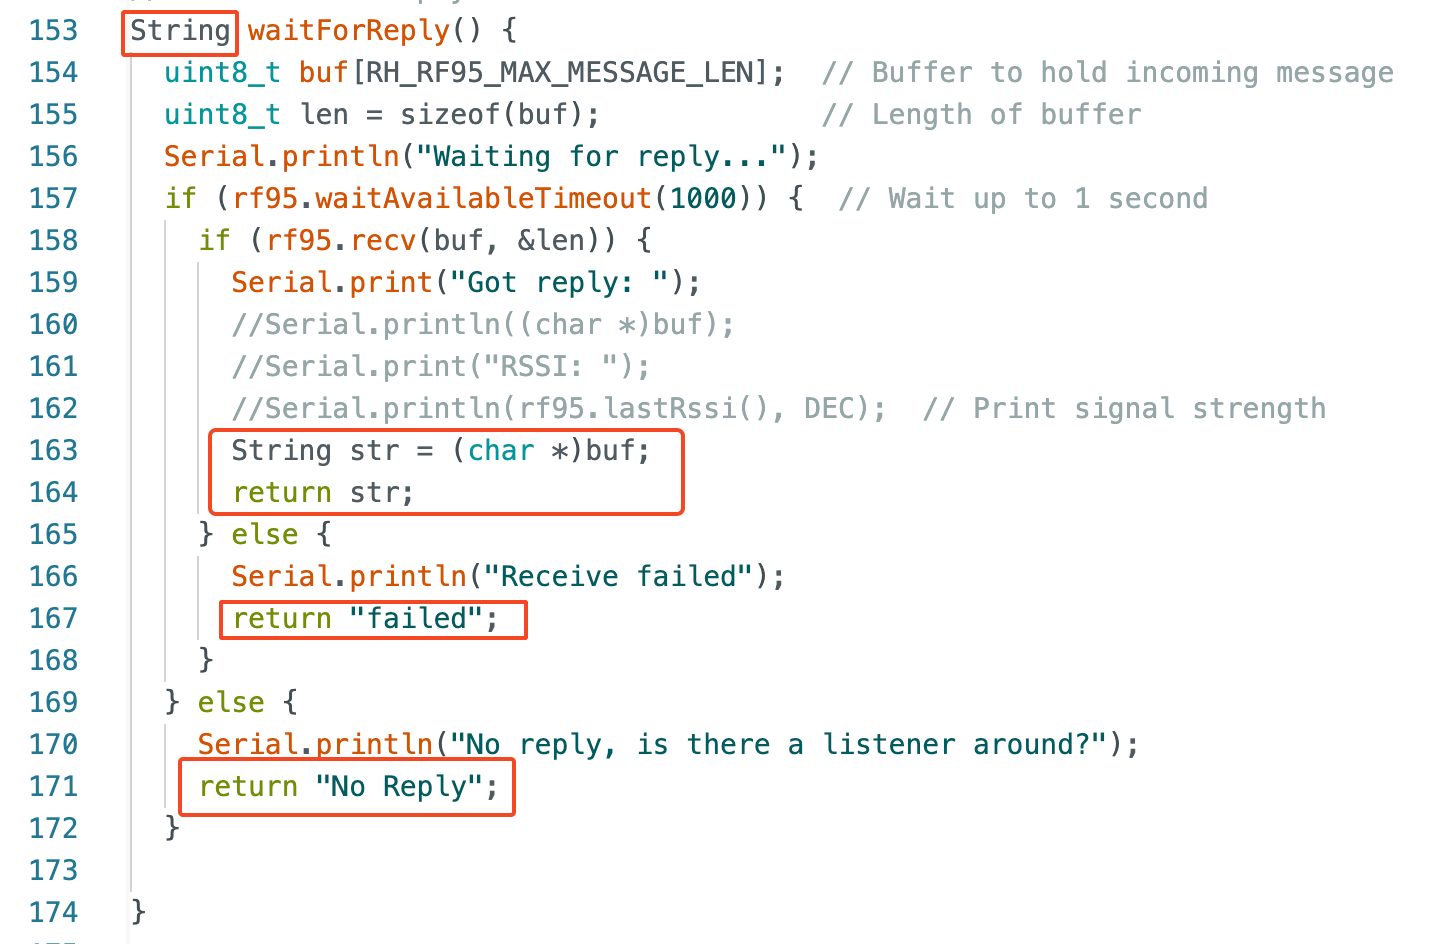 153 String waitForReply() {
154 uint8_t buf[RH_RF95_MAX_MESSAGE_LEN];  // Buffer to hold incoming message
155 uint8_t len = sizeof(buf);             // Length of buffer
156 Serial.println("Waiting for reply...");
157 if (rf95.waitAvailableTimeout(1000)) {  // Wait up to 1 second
158 if (rf95.recv(buf, &len)) {
159 Serial.print("Got reply: ");
160 //Serial.println((char *)buf);
161 //Serial.print("RSSI: ");
162 //Serial.println(rf95.lastRssi(), DEC);  // Print signal strength
163 String str = (char *)buf;
164 return str;
165 } else {
166 Serial.println("Receive failed");
167 return "failed";
168 }
169 } else {
170 Serial.println("No reply, is there a listener around?");
171 return "No Reply";
172 }
173
174 }